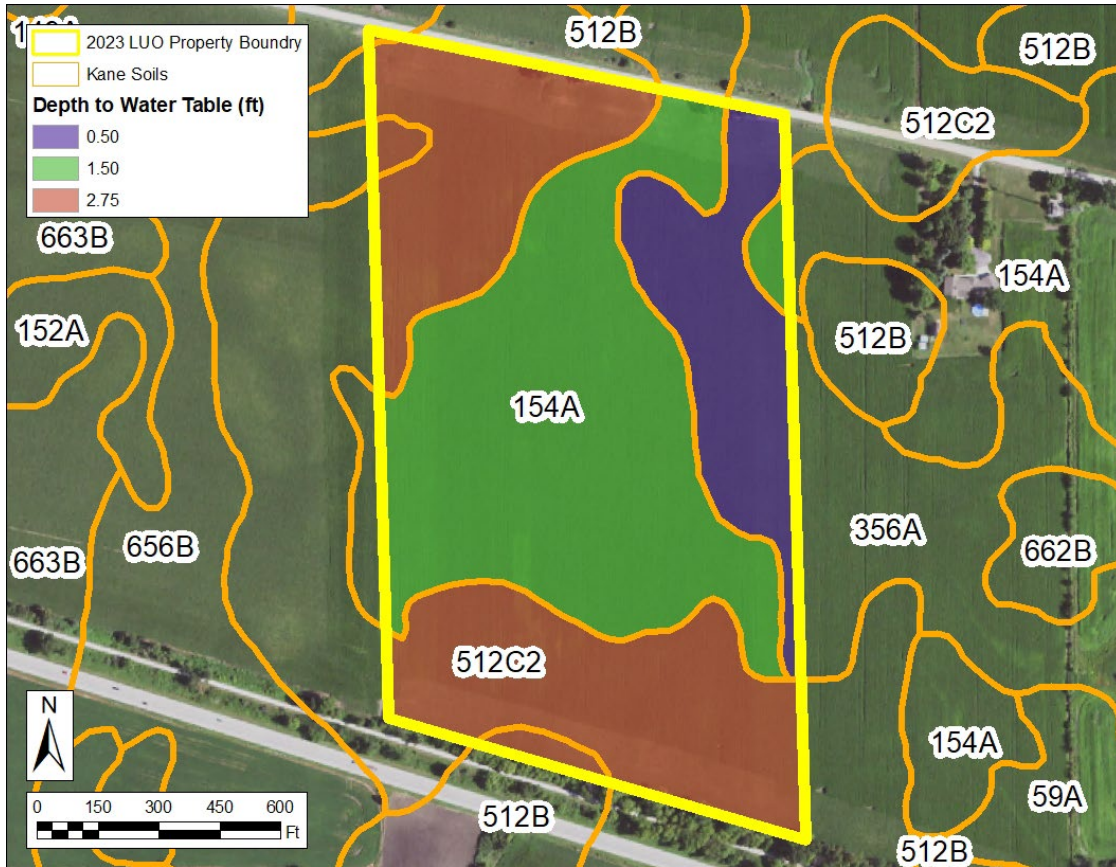 512B
512B
2023 LUO Property Boundry
Kane Soils
Depth to Water Table (ft)
0.50
1.50
2.75
512C2
663B
154A
152A
512B
154A
356A
656B
663B
662B
512C2
N
154A
59A
0 150 300 450 600
Ft
512B
512B